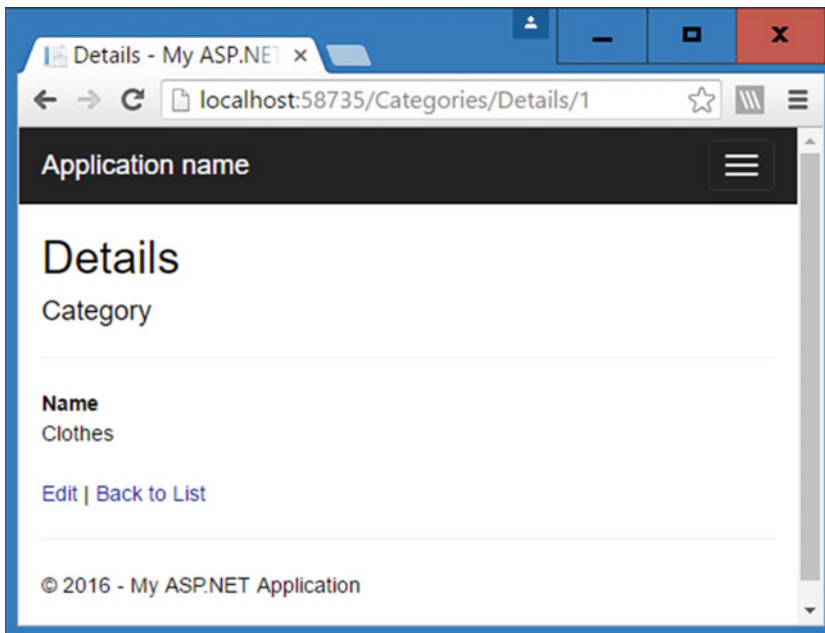 Details - My ASP.NET
localhost:58735/Categories/Details/1
Application name
Details
Category
Name
Clothes
Edit | Back to List
© 2016 - My ASP.NET Application